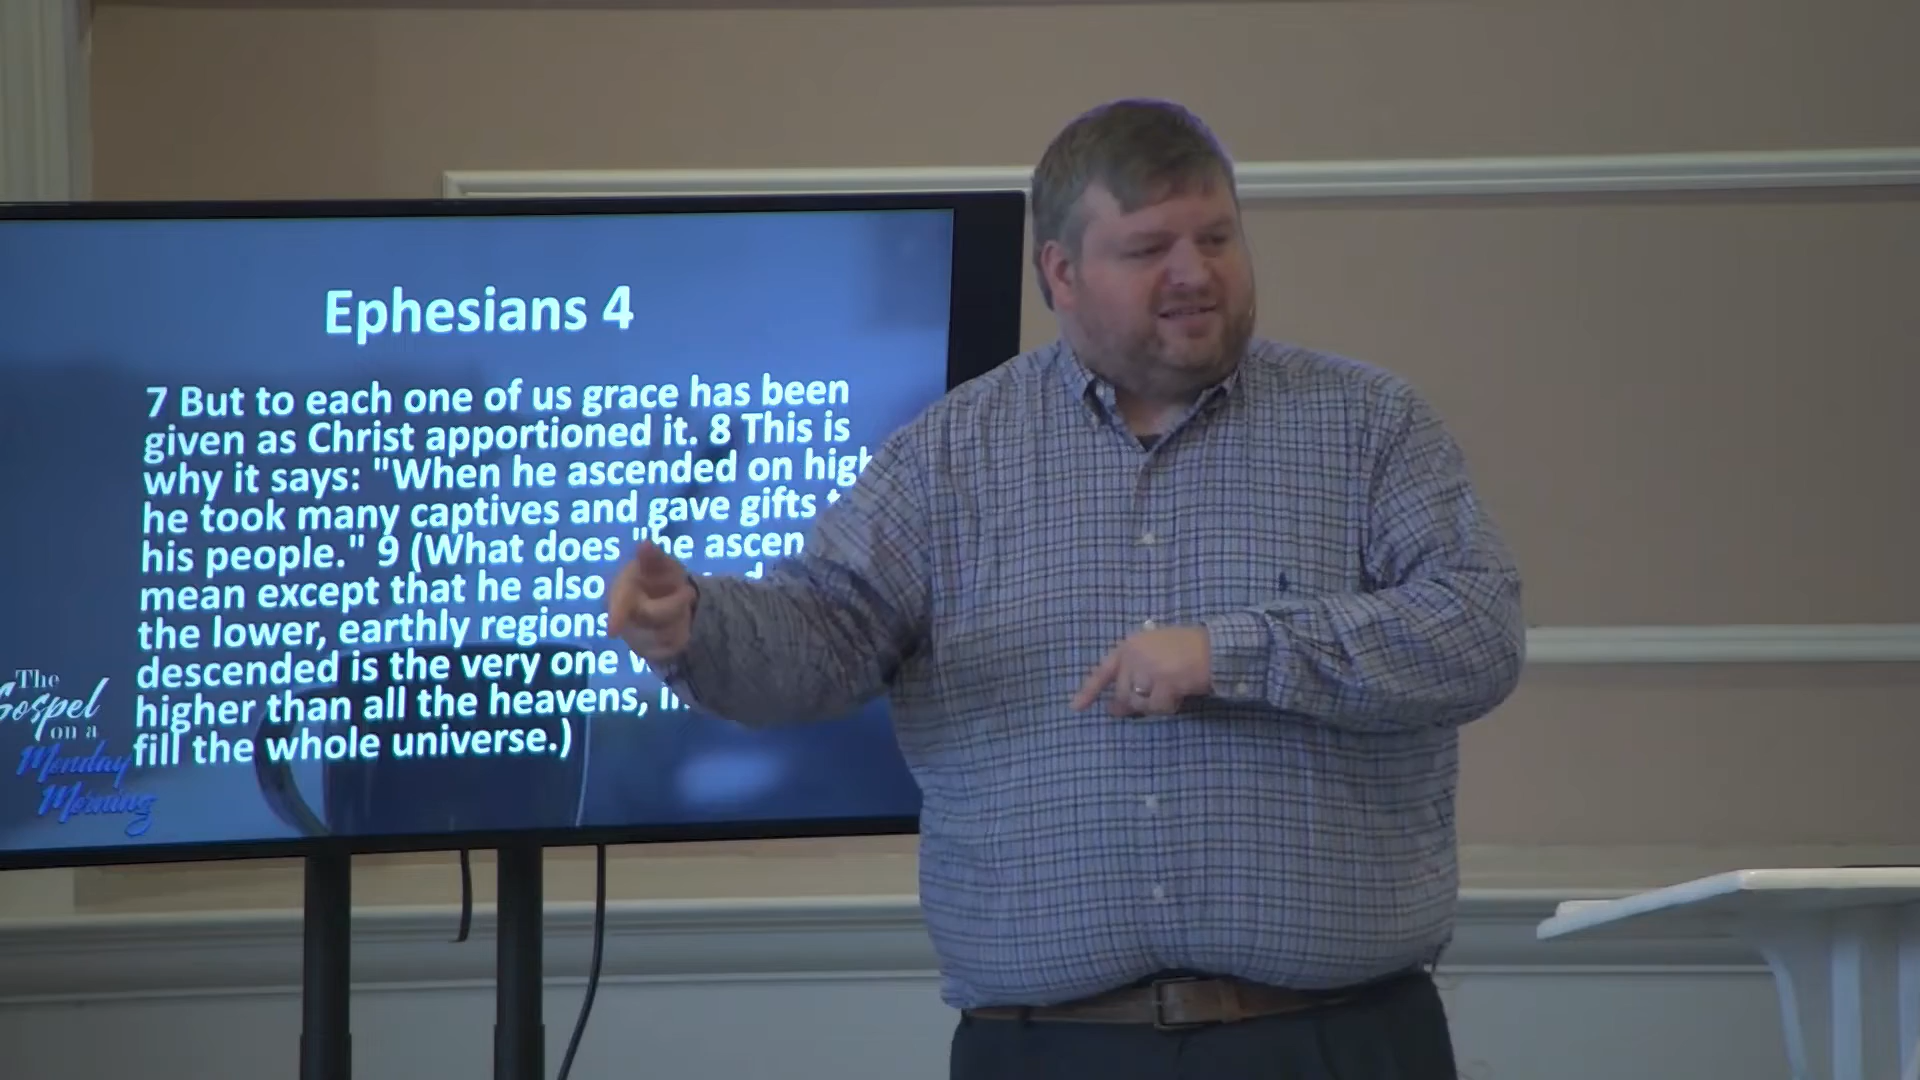 Ephesians 4
7 But to each one of us grace has been
given as Christ apportioned it. 8 This is
why it says: "When he ascended on high
he took many captives and gave gifts
his people." 9 (What does "he
mean except that he also
the lower, earthly regions
descended is the very one
higher than all the heavens,
fill the whole universe.)
The
Gospel
on a
Monday
Morning